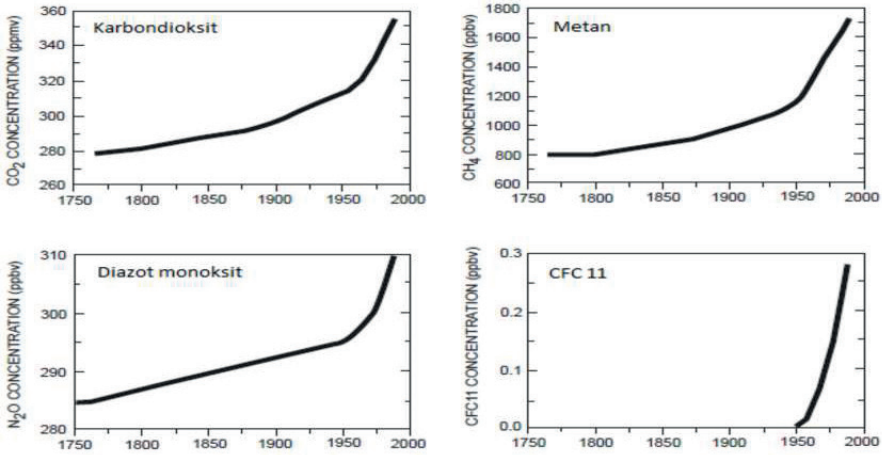 Karbondioksit
CO2 CONCENTRATION (ppmv)
360
340
320
300
280
260
1750 1800 1850 1900 1950 2000
Metan
CH4 CONCENTRATION (ppbv)
1800
1600
1400
1200
1000
800
600
1750 1800 1850 1900 1950 2000
Diazot monoksit
N2O CONCENTRATION (ppbv)
310
300
290
280
1750 1800 1850 1900 1950 2000
CFC 11
CFC11 CONCENTRATION (ppbv)
0.3
0.2
0.1
0.0
1750 1800 1850 1900 1950 2000